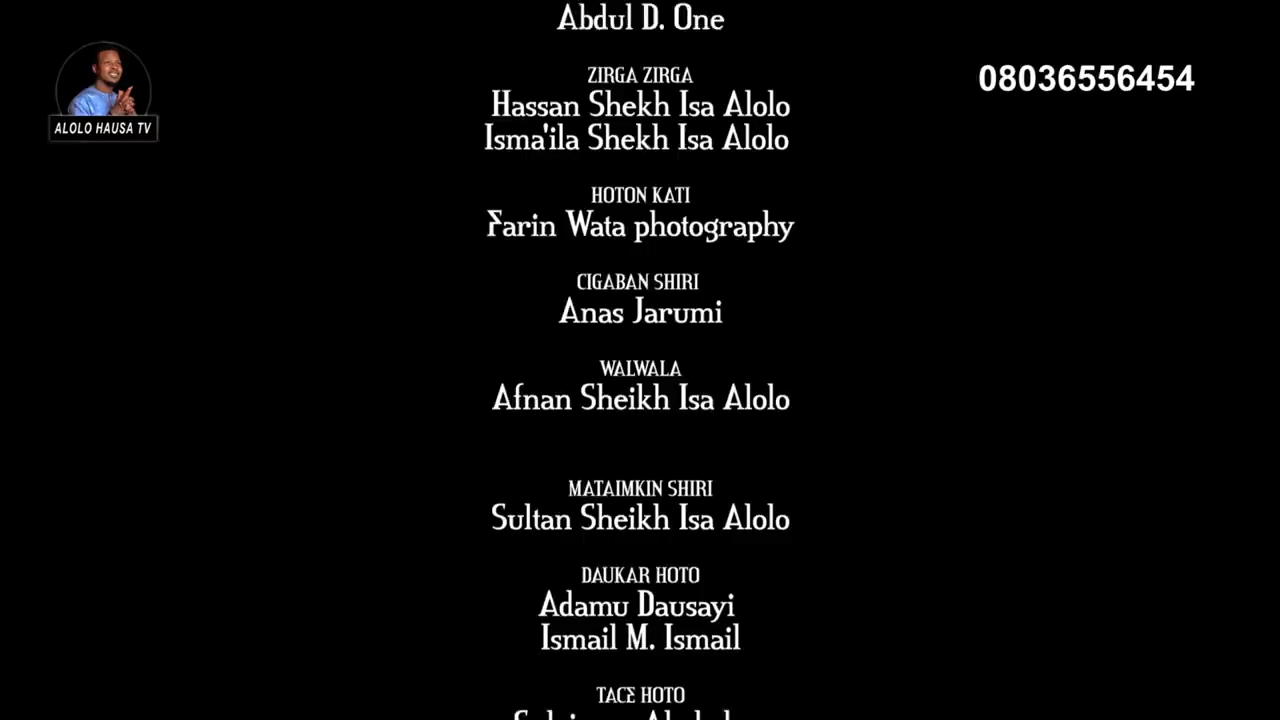 Abdul D. One
ALOLO HAUSA TV
08036556454
ZIRGA ZIRGA
Hassan Shekh Isa Alolo
Isma'ila Shekh Isa Alolo
HOTON KATI
Farin Wata photography
CIGABAN SHIRI
Anas Jarumi
WALWALA
Afnan Sheikh Isa Alolo
MATAIMKIN SHIRI
Sultan Sheikh Isa Alolo
DAUKAR HOTO
Adamu Dausayi
Ismail M. Ismail
TACE HOTO